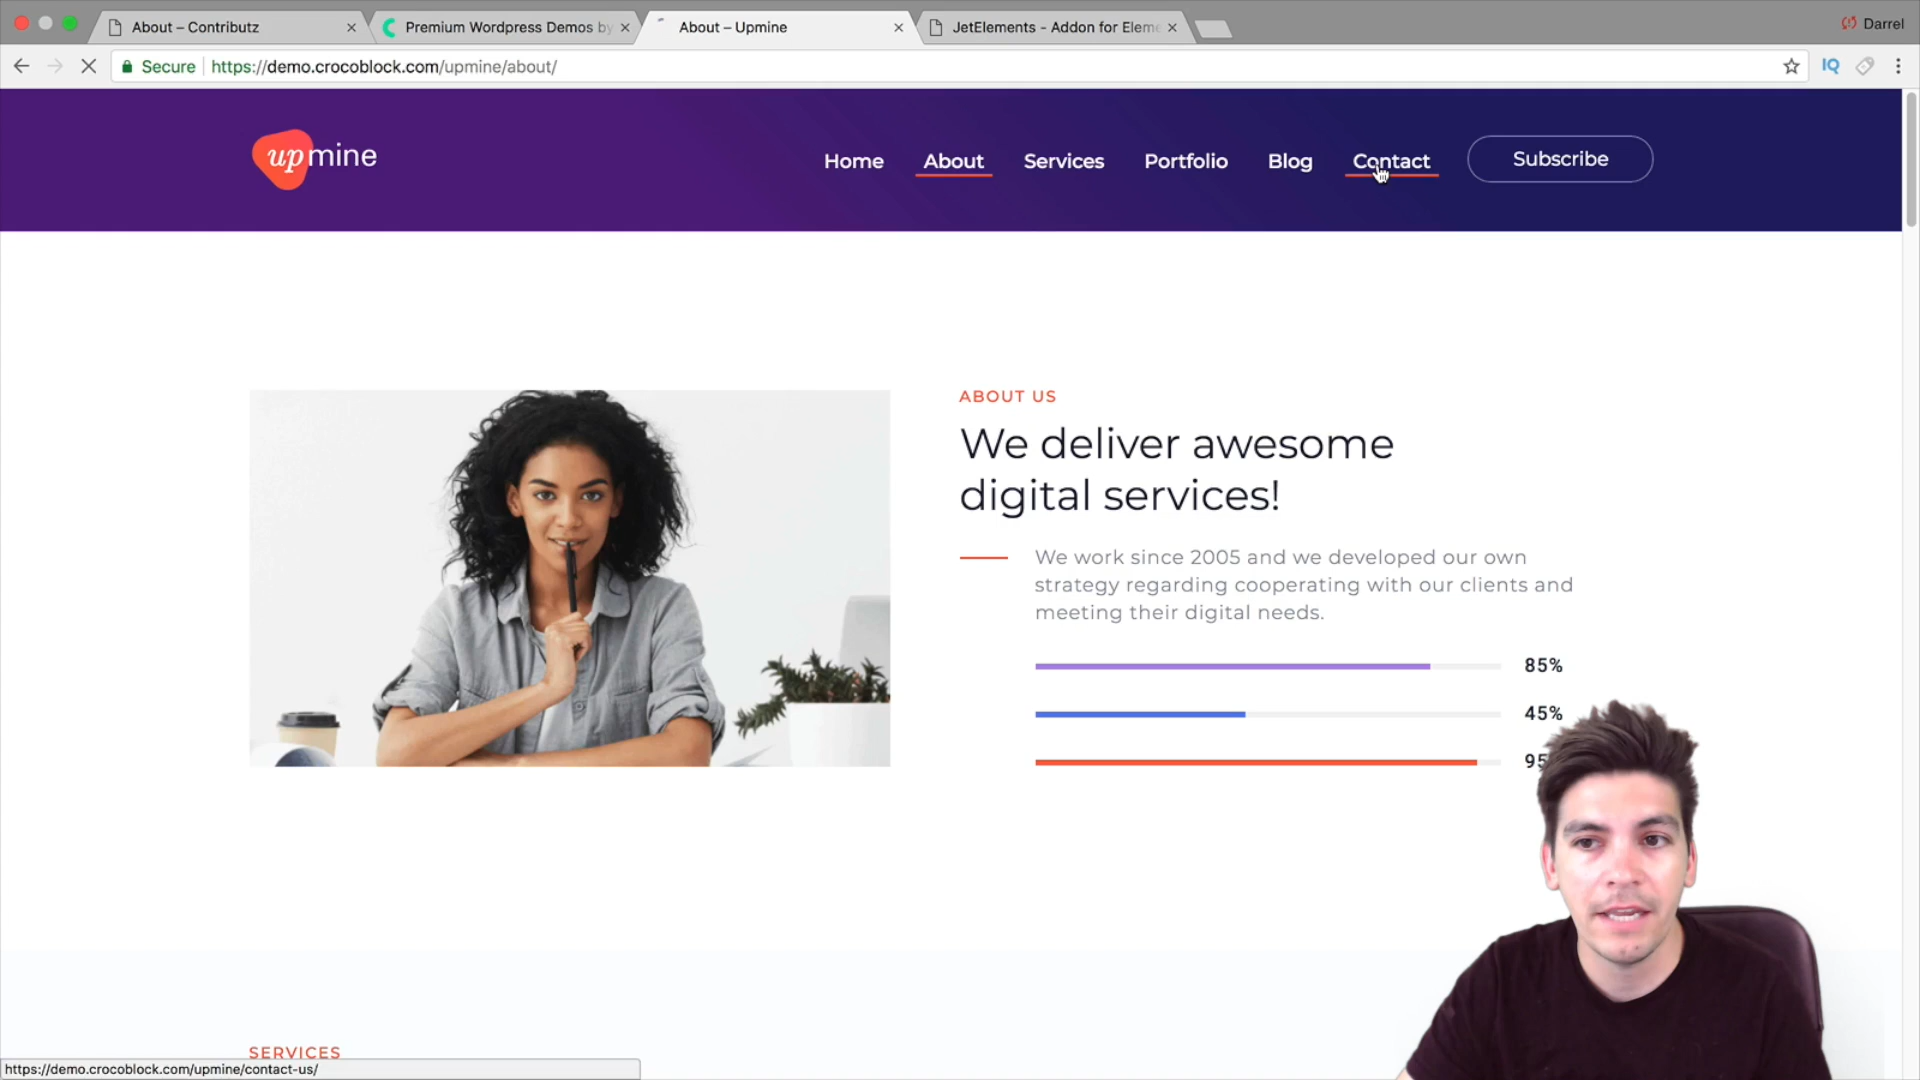 About – Contributz
Premium Wordpress Demos by
About – Upmine
JetElements - Addon for Eleme
Darrel
Secure
https://demo.crocoblock.com/upmine/about/
IQ
upmine
Home
About
Services
Portfolio
Blog
Contact
Subscribe
ABOUT US
We deliver awesome
digital services!
We work since 2005 and we developed our own
strategy regarding cooperating with our clients and
meeting their digital needs.
85%
45%
95
SERVICES
https://demo.crocoblock.com/upmine/contact-us/